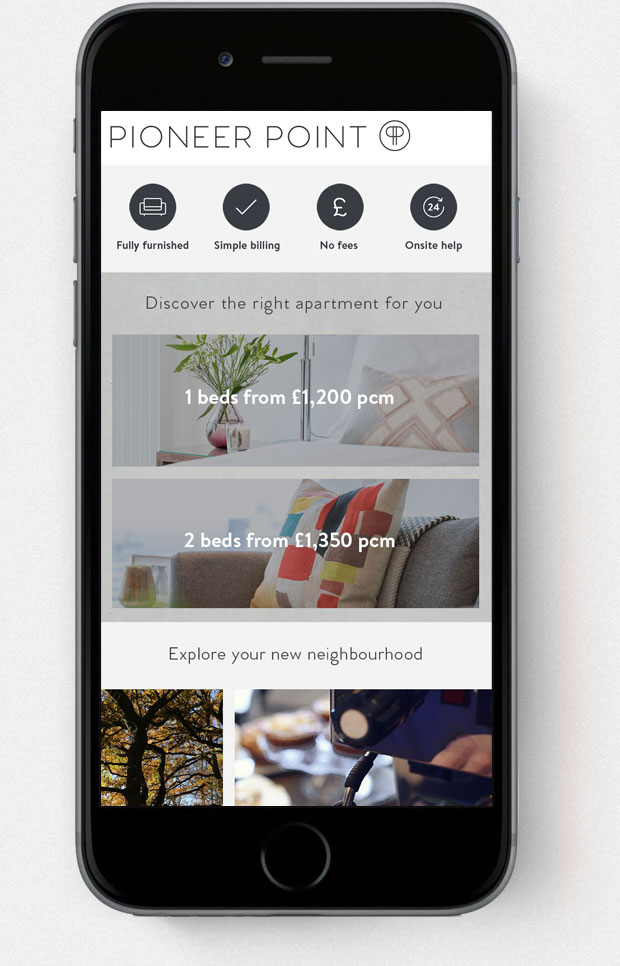 PIONEER POINT
24
Fully furnished
Simple billing
No fees
Onsite help
Discover the right apartment for you
1 beds from £1,200 pcm
2 beds from £1,350 pcm
Explore your new neighbourhood